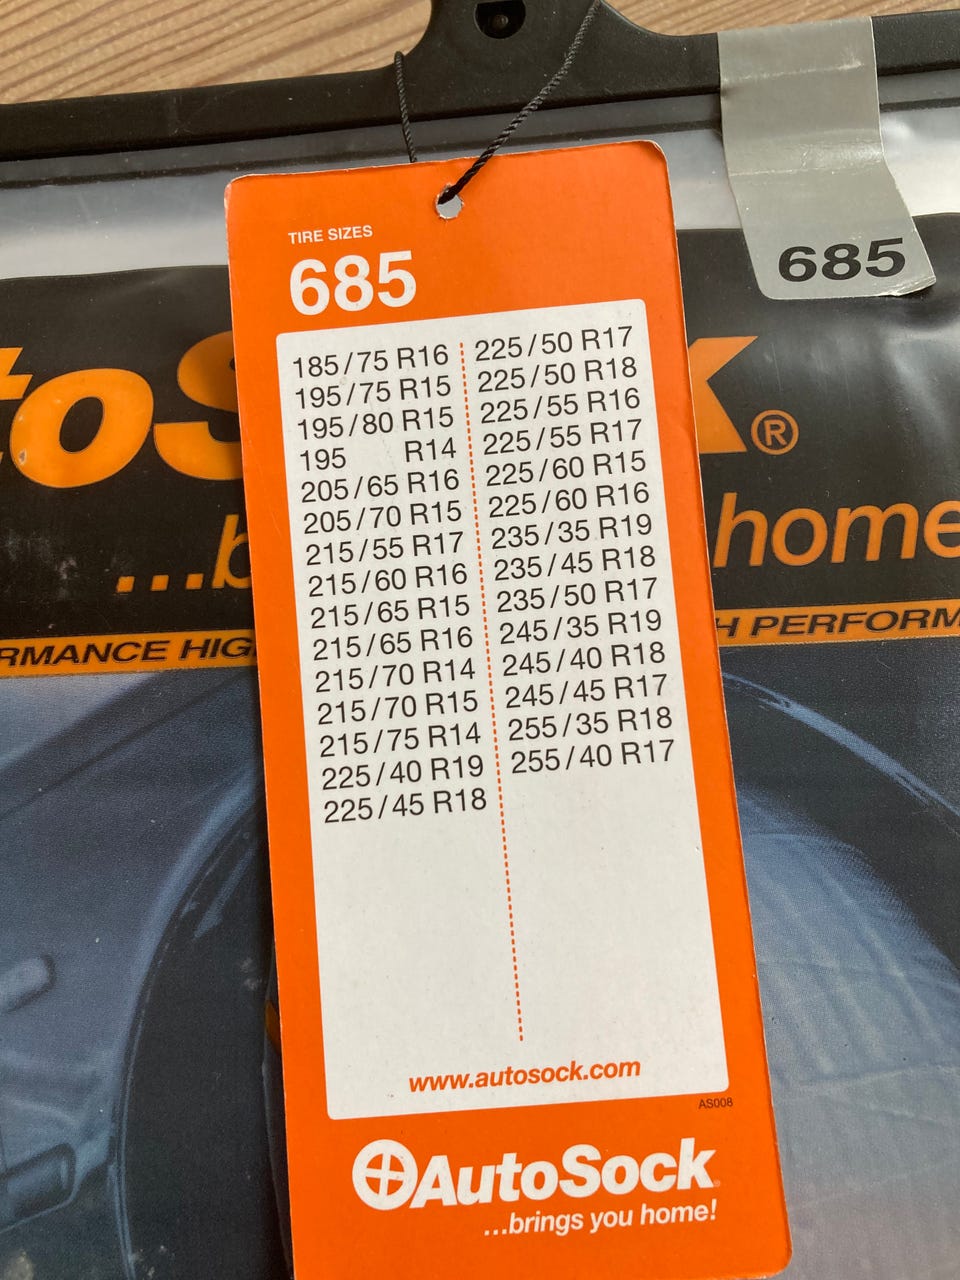 TIRE SIZES
685
185/75 R16
195/75 R15
195/80 R15
195 R14
205/65 R16
205/70 R15
215/55 R17
215/60 R16
215/65 R15
215/65 R16
215/70 R14
215/70 R15
215/75 R14
225/40 R19
225/45 R18
225/50 R17
225/50 R18
225/55 R16
225/55 R17
225/60 R15
225/60 R16
235/35 R19
235/45 R18
235/50 R17
245/35 R19
245/40 R18
245/45 R17
255/35 R18
255/40 R17
www.autosock.com
AS008
AutoSock
...brings you home!
685
toS k®
...b home
RMANCE HIG H PERFORM